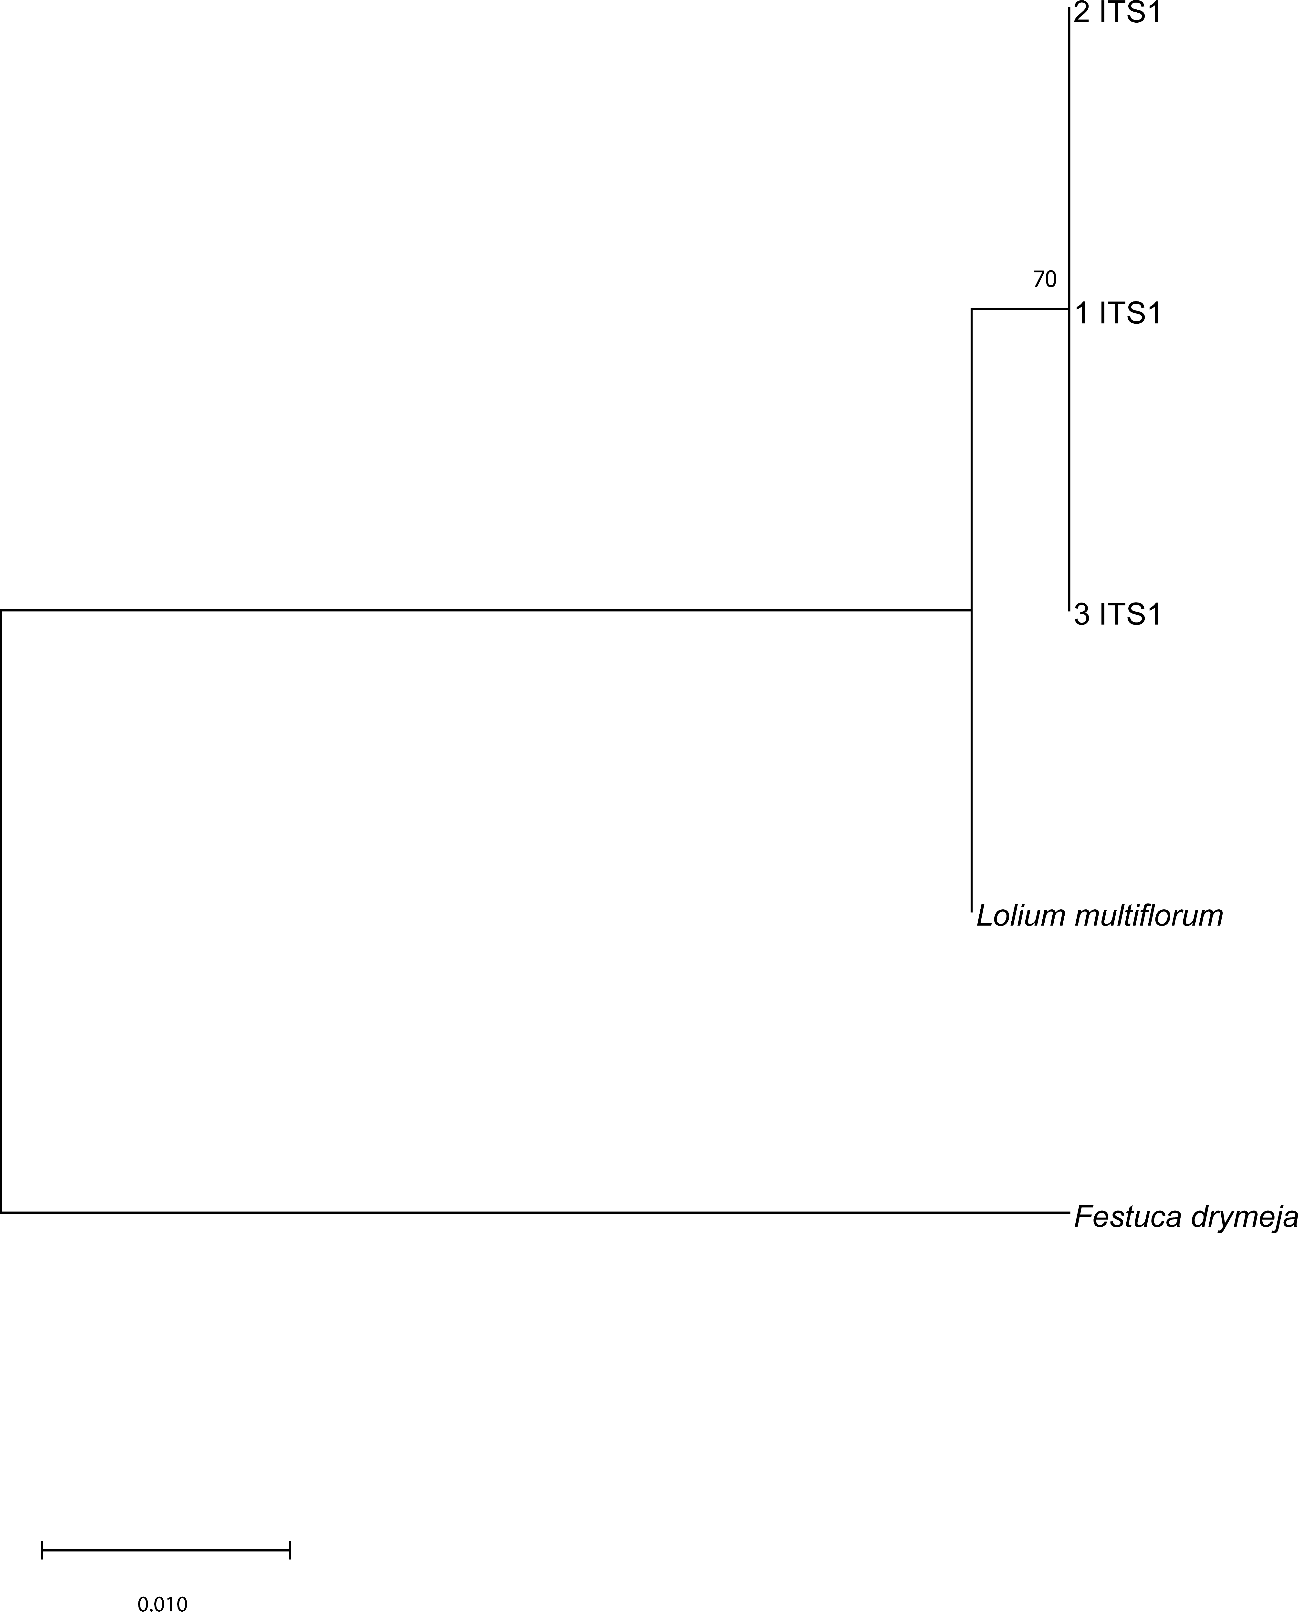 2 ITS1
70
1 ITS1
3 ITS1
Lolium multiflorum
Festuca drymeja
0.010